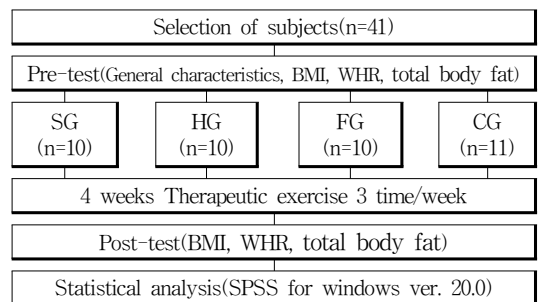 Selection of subjects(n=41)
Pre-test(General characteristics, BMI, WHR, total body fat)
SG
(n=10)
HG
(n=10)
FG
(n=10)
CG
(n=11)
4 weeks Therapeutic exercise 3 time/week
Post-test(BMI, WHR, total body fat)
Statistical analysis(SPSS for windows ver. 20.0)